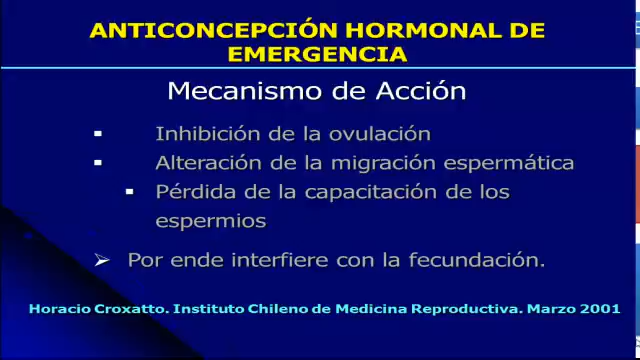 ANTICONCEPCIÓN HORMONAL DE
EMERGENCIA
Mecanismo de Acción
Inhibición de la ovulación
Alteración de la migración espermática
Pérdida de la capacitación de los
espermios
Por ende interfiere con la fecundación.
Horacio Croxatto. Instituto Chileno de Medicina Reproductiva. Marzo 2001